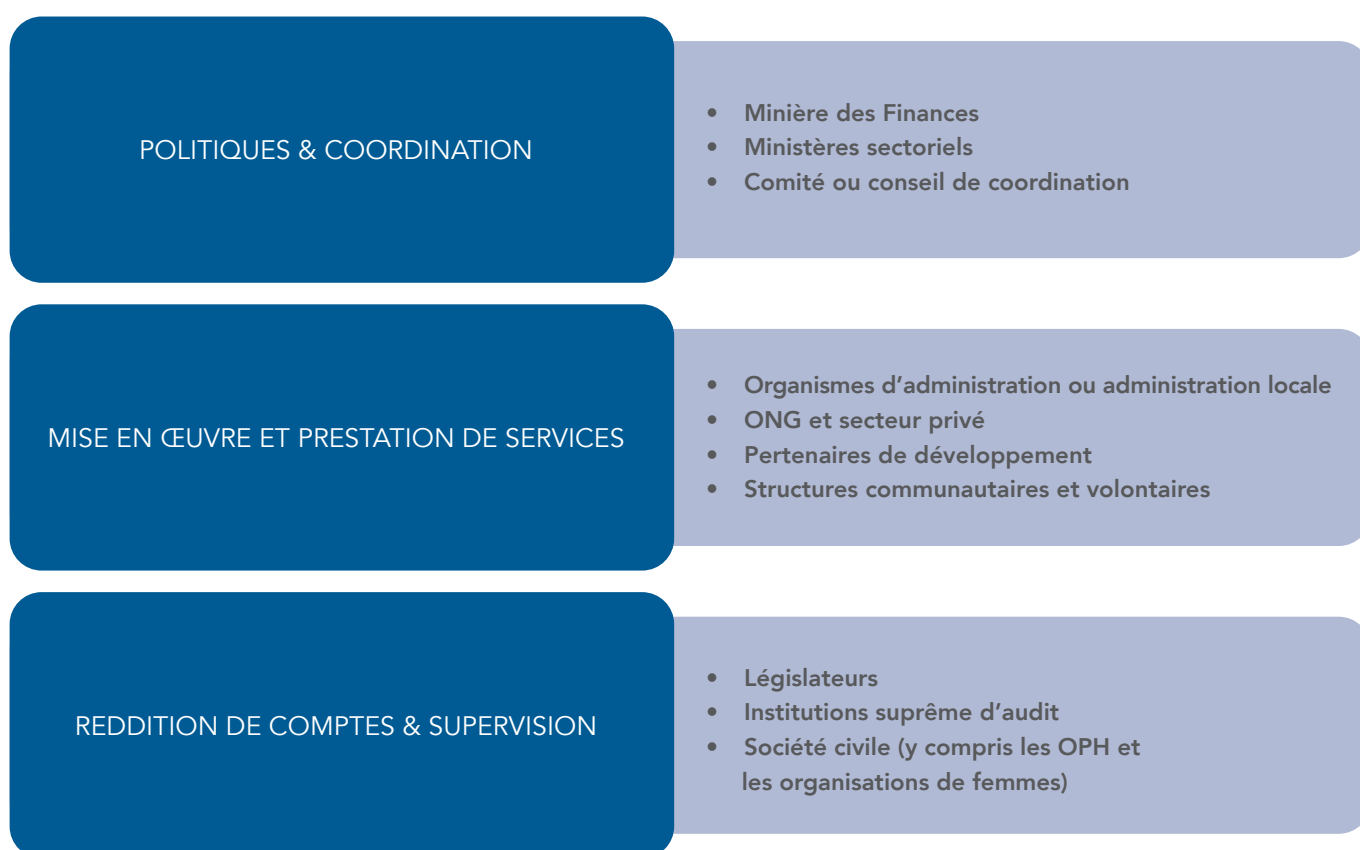 POLITIQUES & COORDINATION
• Minière des Finances
• Ministères sectoriels
• Comité ou conseil de coordination
MISE EN ŒUVRE ET PRESTATION DE SERVICES
• Organismes d’administration ou administration locale
• ONG et secteur privé
• Pertenaires de développement
• Structures communautaires et volontaires
REDDITION DE COMPTES & SUPERVISION
• Législateurs
• Institutions suprême d’audit
• Société civile (y compris les OPH et
les organisations de femmes)